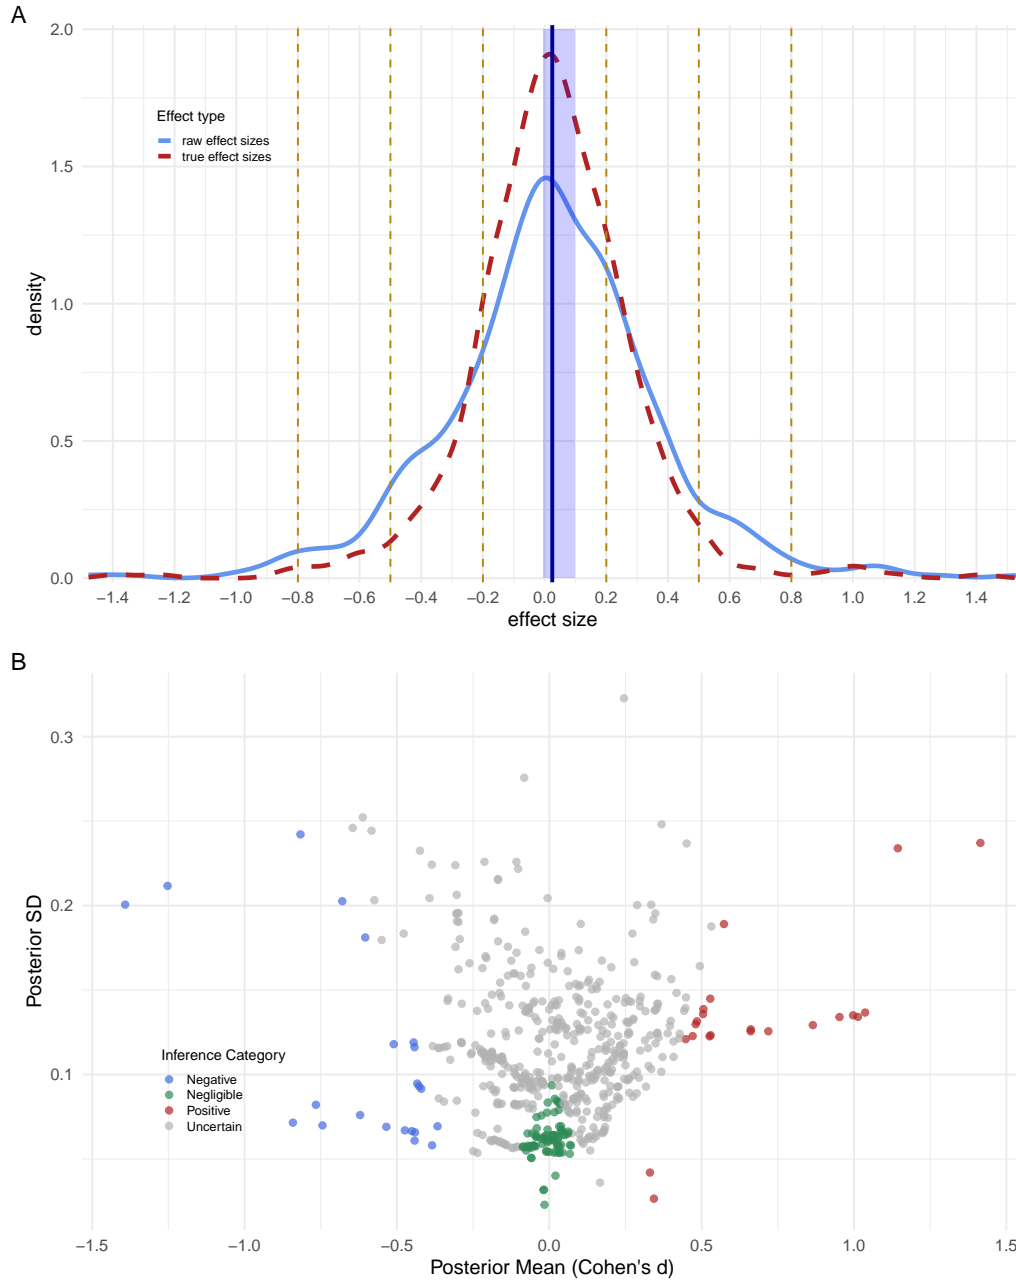 A
2.0
1.5
1.0
0.5
0.0
density
Effect type
raw effect sizes
true effect sizes
−1.4 −1.2 −1.0 −0.8 −0.6 −0.4 −0.2 0.0 0.2 0.4 0.6 0.8 1.0 1.2 1.4
effect size
B
0.3
0.2
0.1
Posterior SD
Inference Category
Negative
Negligible
Positive
Uncertain
−1.5 −1.0 −0.5 0.0 0.5 1.0 1.5
Posterior Mean (Cohen's d)